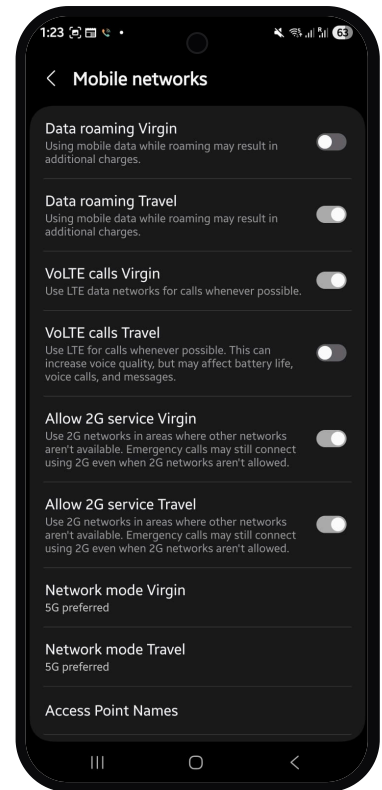 1:23
R
63
Mobile networks
Data roaming Virgin
Using mobile data while roaming may result in
additional charges.
Data roaming Travel
Using mobile data while roaming may result in
additional charges.
VoLTE calls Virgin
Use LTE data networks for calls whenever possible.
VoLTE calls Travel
Use LTE for calls whenever possible. This can
increase voice quality, but may affect battery life,
voice calls, and messages.
Allow 2G service Virgin
Use 2G networks in areas where other networks
aren't available. Emergency calls may still connect
using 2G even when 2G networks aren't allowed.
Allow 2G service Travel
Use 2G networks in areas where other networks
aren't available. Emergency calls may still connect
using 2G even when 2G networks aren't allowed.
Network mode Virgin
5G preferred
Network mode Travel
5G preferred
Access Point Names